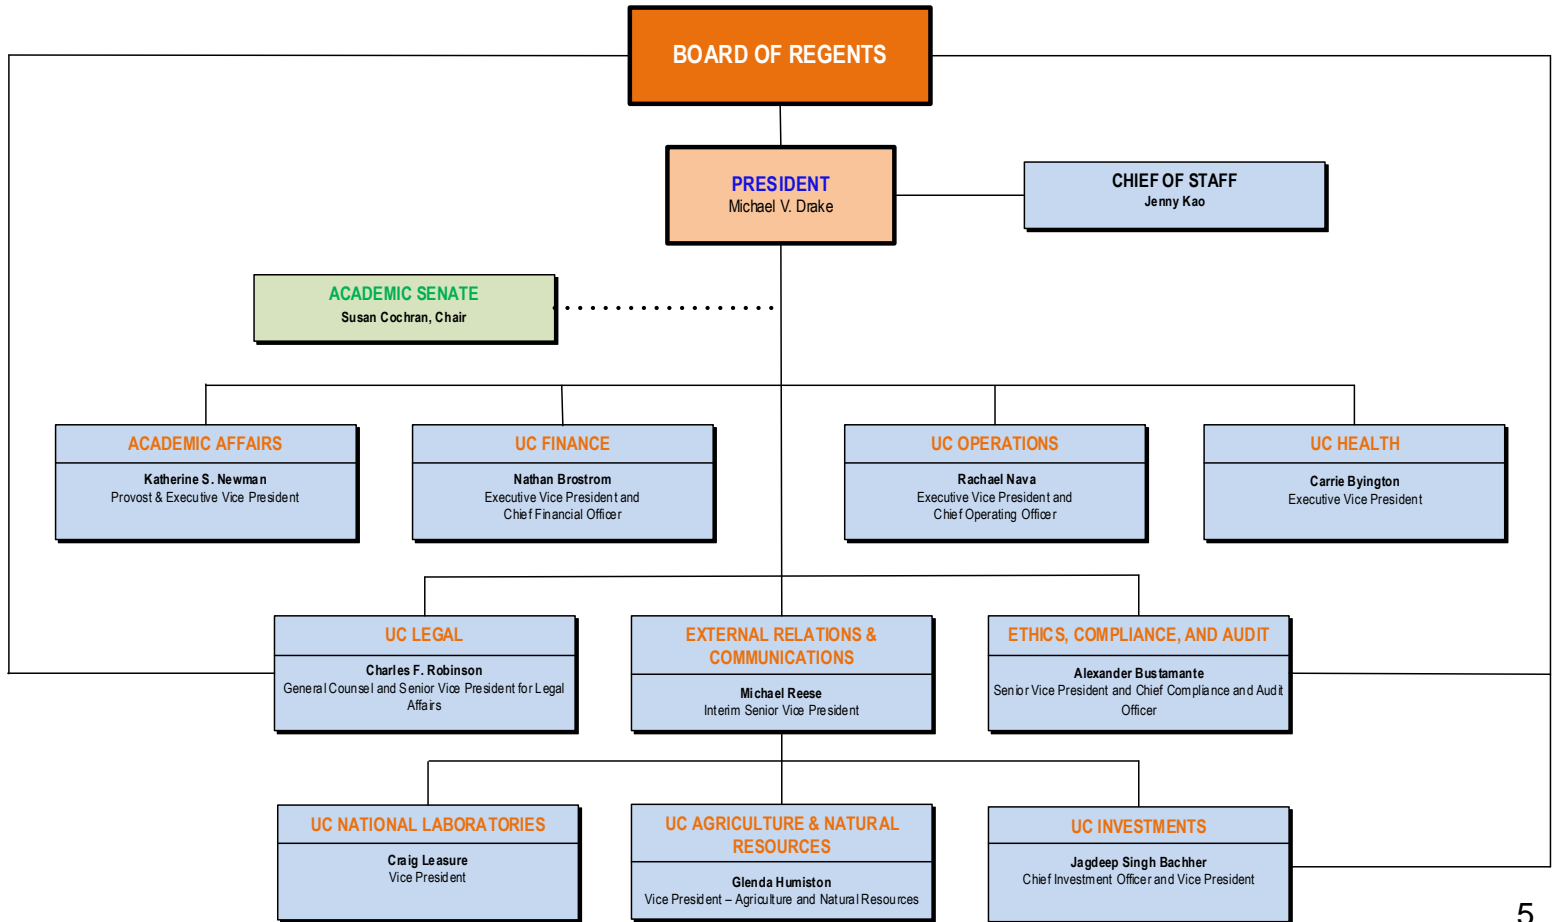 BOARD OF REGENTS
PRESIDENT
Michael V. Drake
CHIEF OF STAFF
Jenny Kao
ACADEMIC SENATE
Susan Cochran, Chair
ACADEMIC AFFAIRS
Katherine S. Newman
Provost & Executive Vice President
UC FINANCE
Nathan Brostrom
Executive Vice President and
Chief Financial Officer
UC OPERATIONS
Rachael Nava
Executive Vice President and
Chief Operating Officer
UC HEALTH
Carrie Byington
Executive Vice President
UC LEGAL
Charles F. Robinson
General Counsel and Senior Vice President for Legal
Affairs
EXTERNAL RELATIONS &
COMMUNICATIONS
Michael Reese
Interim Senior Vice President
ETHICS, COMPLIANCE, AND AUDIT
Alexander Bustamante
Senior Vice President and Chief Compliance and Audit
Officer
UC NATIONAL LABORATORIES
Craig Leasure
Vice President
UC AGRICULTURE & NATURAL
RESOURCES
Glenda Humiston
Vice President – Agriculture and Natural Resources
UC INVESTMENTS
Jagdeep Singh Bachher
Chief Investment Officer and Vice President
5